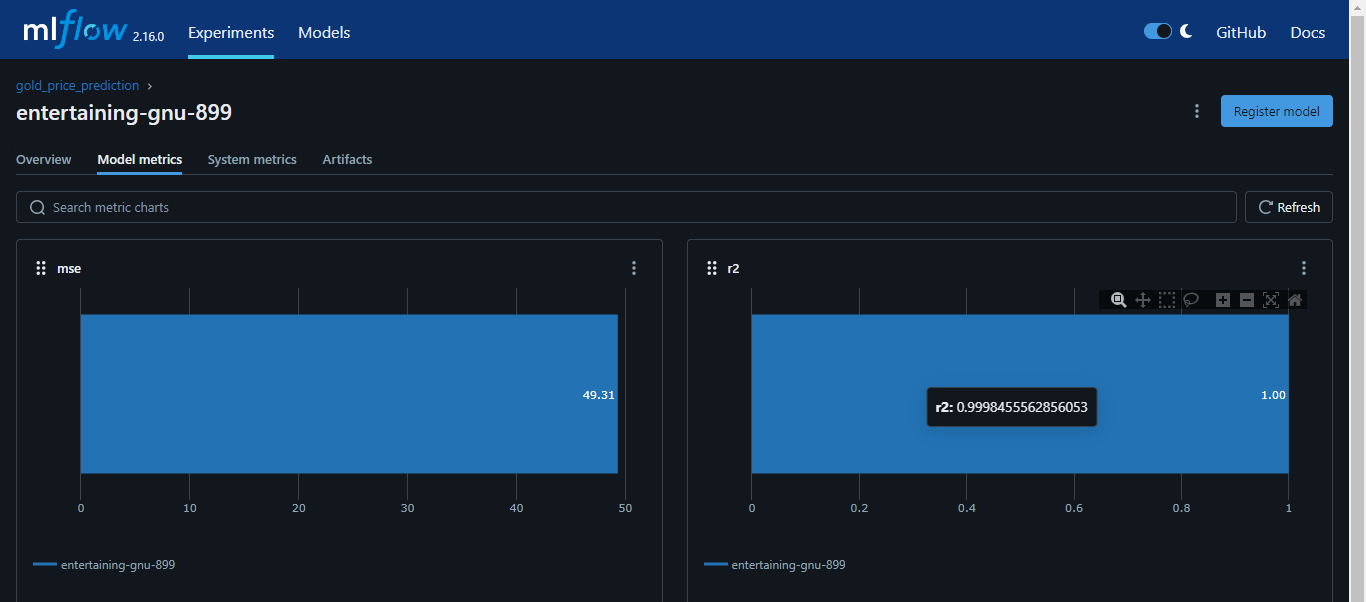 mlflow 2.16.0 Experiments Models GitHub Docs
gold_price_prediction ›
entertaining-gnu-899
Register model
Overview Model metrics System metrics Artifacts
Search metric charts Refresh
mse
49.31
0 10 20 30 40 50
entertaining-gnu-899
r2
r2: 0.9998455562856053
1.00
0 0.2 0.4 0.6 0.8 1
entertaining-gnu-899